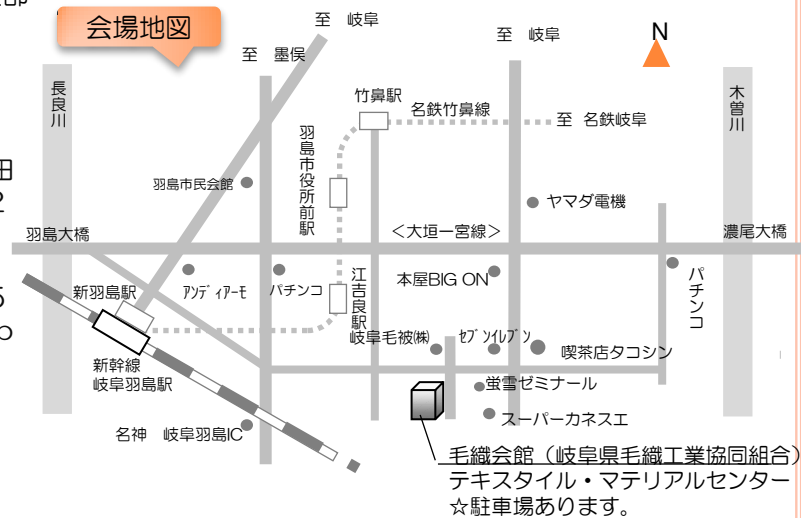 部
会場地図
至 岐阜
至 墨俣
至 岐阜
N
長良川
竹鼻駅
名鉄竹鼻線
至 名鉄岐阜
木曽川
羽島市役所前駅
田
羽島市民会館
2
ヤマダ電機
羽島大橋
<大垣一宮線>
濃尾大橋
アンディアーモ
パチンコ
江吉良駅
本屋BIG ON
パチンコ
新羽島駅
5
p
岐阜毛被㈱
セブンイレブン
喫茶店タコシン
新幹線
岐阜羽島駅
蛍雪ゼミナール
スーパーカネスエ
名神 岐阜羽島IC
毛織会館（岐阜県毛織工業協同組合）
テキスタイル・マテリアルセンター
☆駐車場あります。